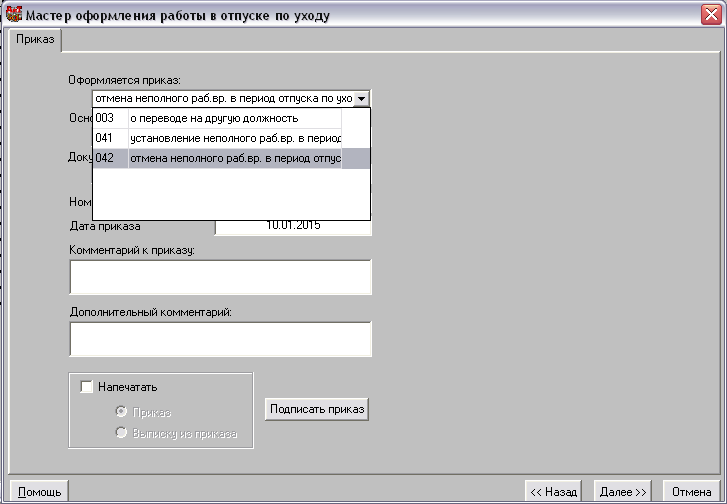 Мастер оформления работы в отпуске по уходу
Приказ
Оформляется приказ:
отмена неполного раб.вр. в период отпуска по ухо
Осно
003 о переводе на другую должность
041 установление неполного раб.вр. в период
Доку
042 отмена неполного раб.вр. в период отпус
Ном
Дата приказа 10.01.2015
Комментарий к приказу:
Дополнительный комментарий:
Напечатать
Приказ
Выписку из приказа
Подписать приказ
Помощь
<< Назад
Далее >>
Отмена